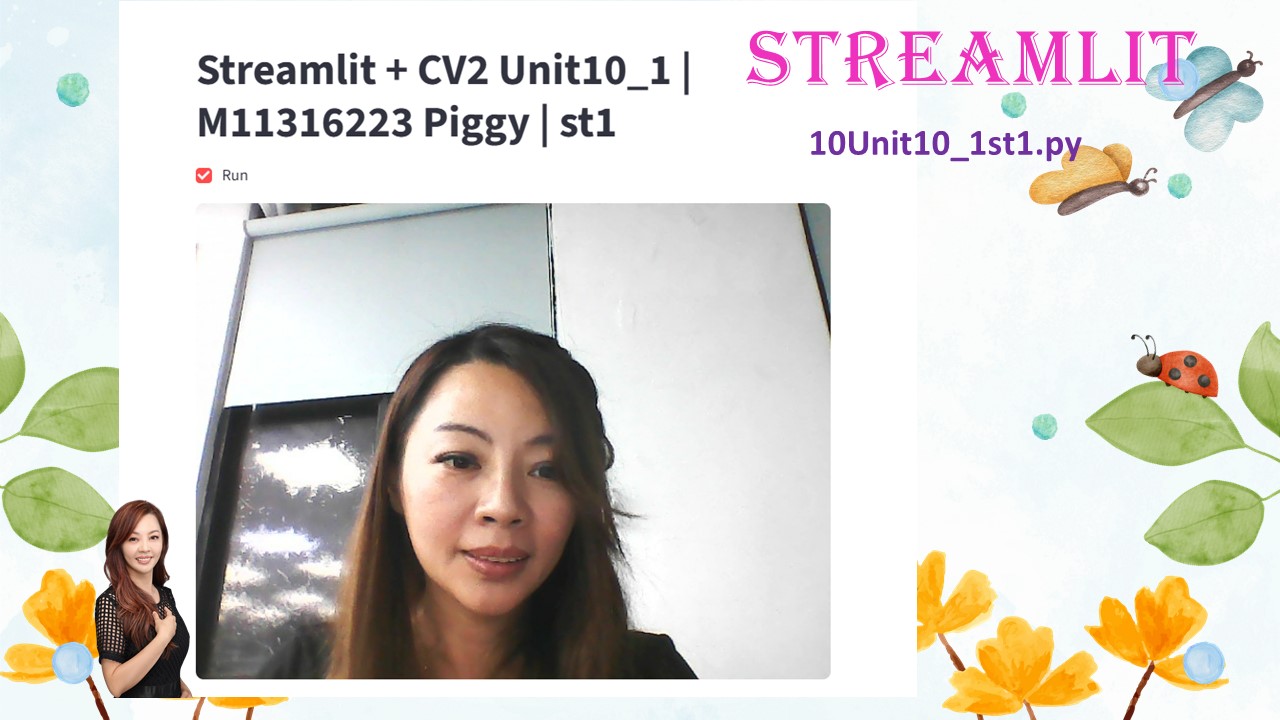 Streamlit + CV2 Unit10_1 |
M11316223 Piggy | st1
Run
STREAMLIT
10Unit10_1st1.py